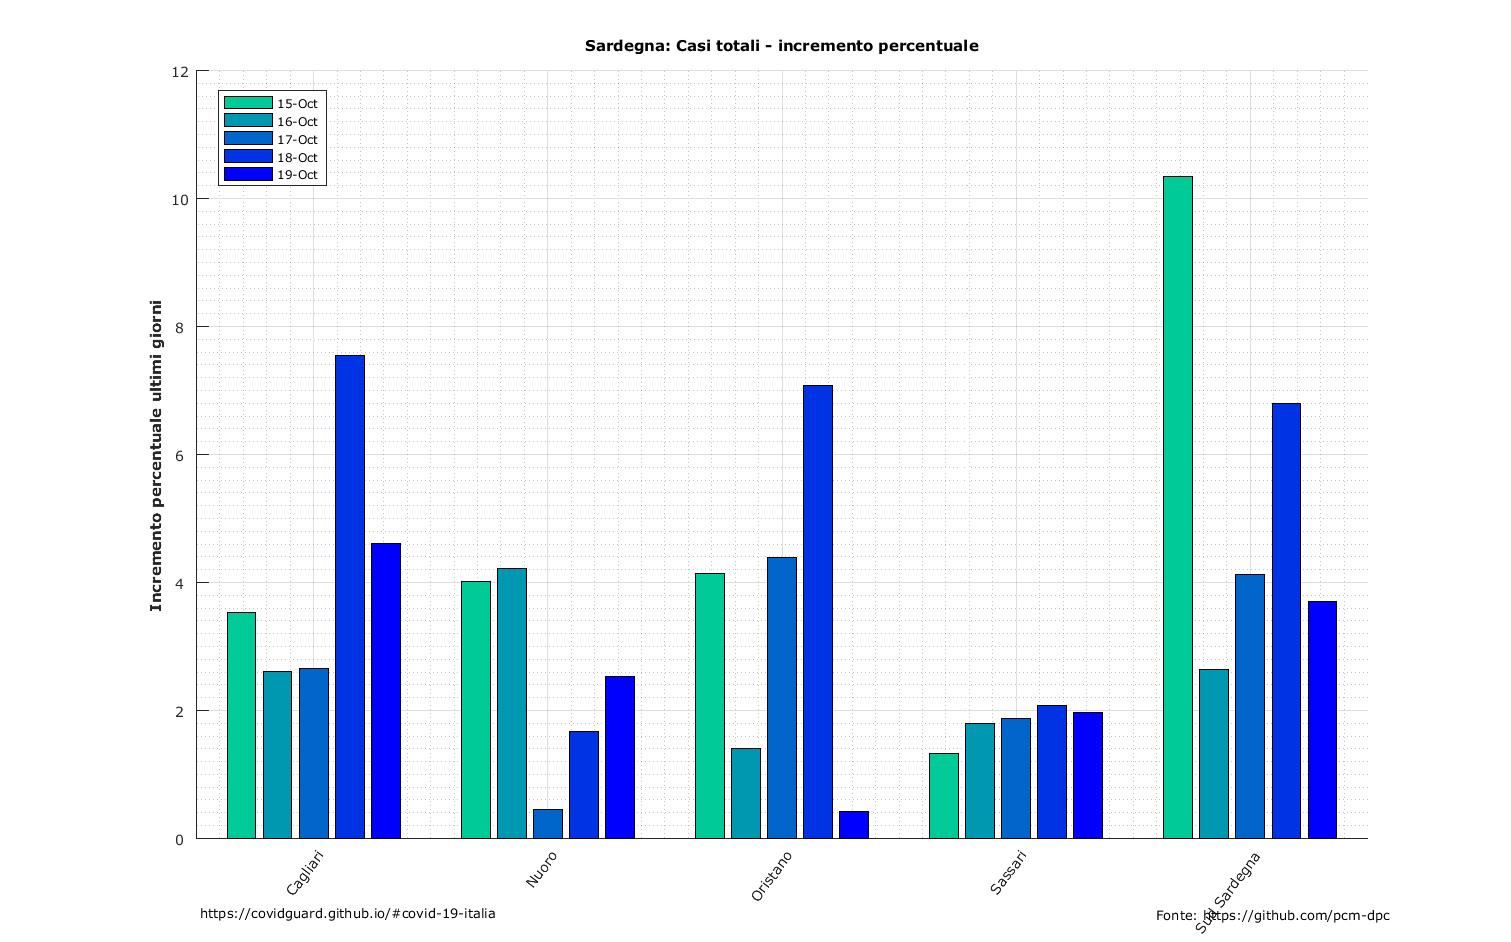 Sardegna: Casi totali - incremento percentuale
12
10
8
6
4
2
0
Incremento percentuale ultimi giorni
15-Oct
16-Oct
17-Oct
18-Oct
19-Oct
Cagliari
Nuoro
Oristano
Sassari
Sud Sardegna
https://covidguard.github.io/#covid-19-italia
Fonte: https://github.com/pcm-dpc